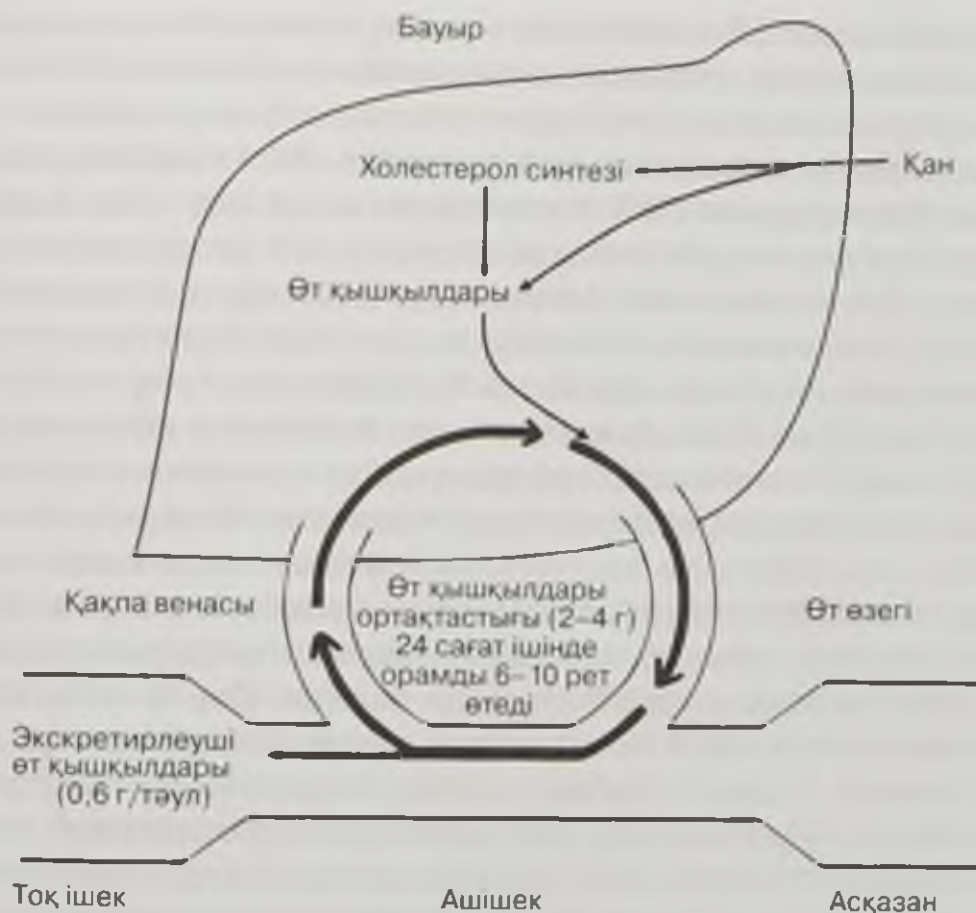 Бауыр
Холестерол синтезі
Қан
Өт қышқылдары
Қақпа венасы
Өт қышқылдары
ортақтастығы (2–4 г)
24 сағат ішінде
орамды 6–10 рет
өтеді
Өт өзегі
Экскретирлеуші
өт қышқылдары
(0,6 г/тәул)
Тоқ ішек
Ашішек
Асқазан